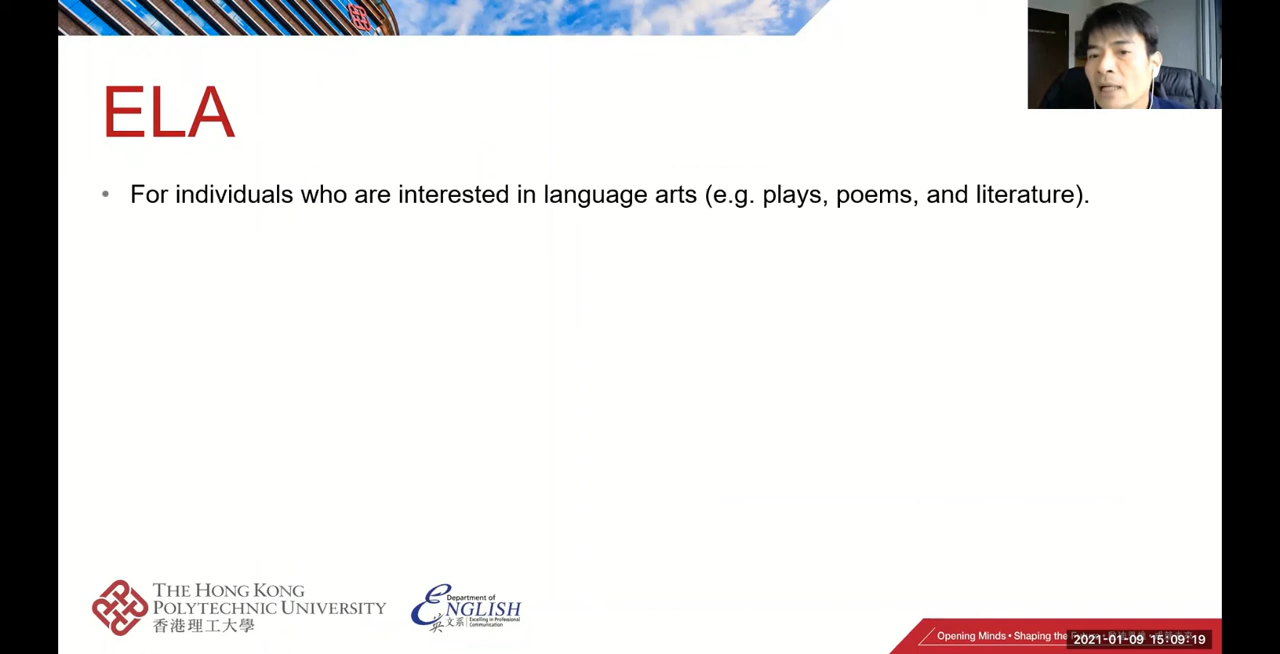 ELA
• For individuals who are interested in language arts (e.g. plays, poems, and literature).
THE HONG KONG
POLYTECHNIC UNIVERSITY
香港理工大學
Department of
ENGLISH
英文系
Excelling in Professional
Communication
Opening Minds • Shaping the
2021-01-09 15:09:19